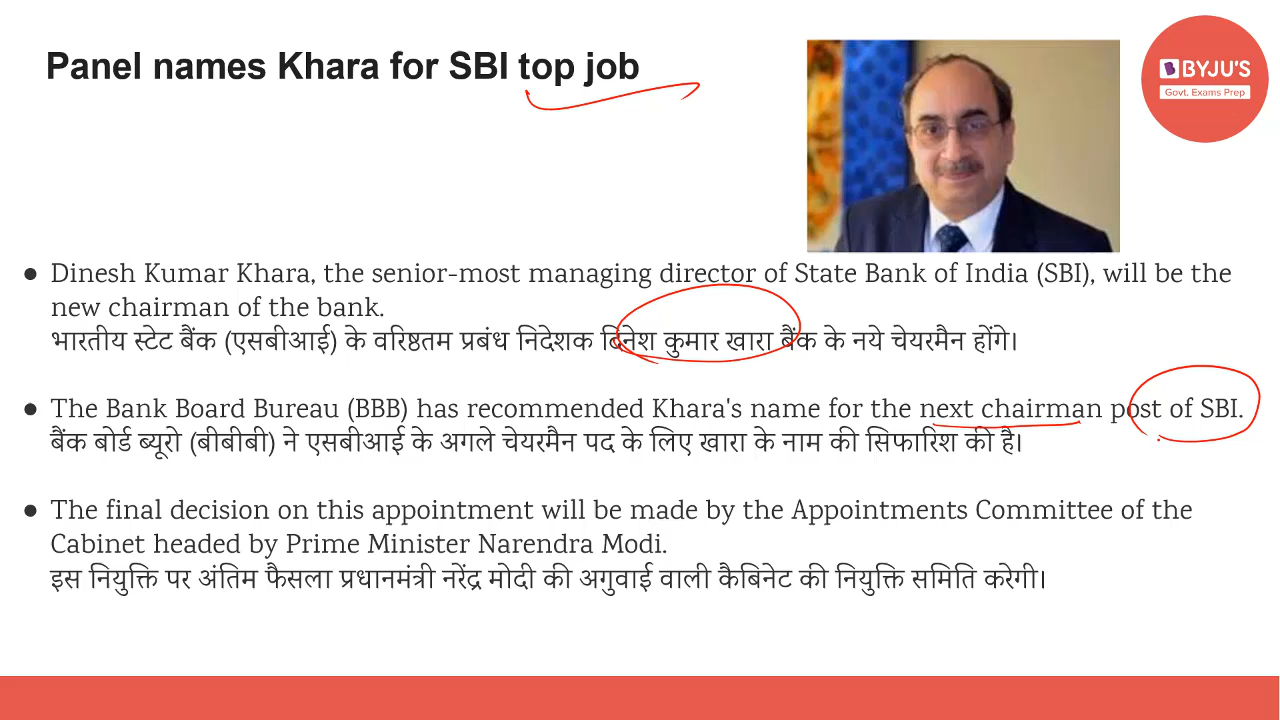 Panel names Khara for SBI top job
BYJU'S
Govt. Exams Prep
● Dinesh Kumar Khara, the senior-most managing director of State Bank of India (SBI), will be the
new chairman of the bank.
भारतीय स्टेट बैंक (एसबीआई) के वरिष्ठतम प्रबंध निदेशक दिनेश कुमार खारा बैंक के नये चेयरमैन होंगे।
● The Bank Board Bureau (BBB) has recommended Khara's name for the next chairman post of SBI.
बैंक बोर्ड ब्यूरो (बीबीबी) ने एसबीआई के अगले चेयरमैन पद के लिए खारा के नाम की सिफारिश की है।
● The final decision on this appointment will be made by the Appointments Committee of the
Cabinet headed by Prime Minister Narendra Modi.
इस नियुक्ति पर अंतिम फैसला प्रधानमंत्री नरेंद्र मोदी की अगुवाई वाली कैबिनेट की नियुक्ति समिति करेगी।